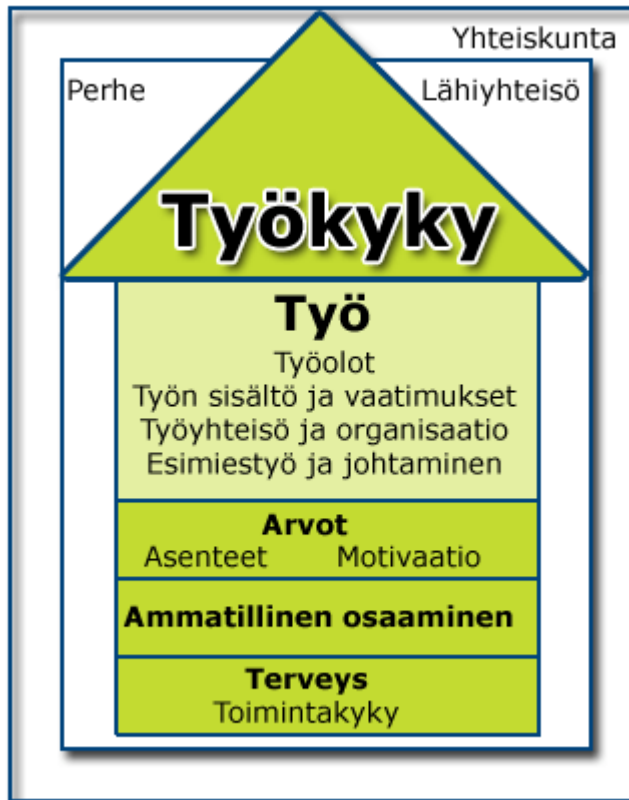 Yhteiskunta
Perhe
Lähiyhteisö
Työkyky
Työ
Työolot
Työn sisältö ja vaatimukset
Työyhteisö ja organisaatio
Esimiestyö ja johtaminen
Arvot
Asenteet Motivaatio
Ammatillinen osaaminen
Terveys
Toimintakyky